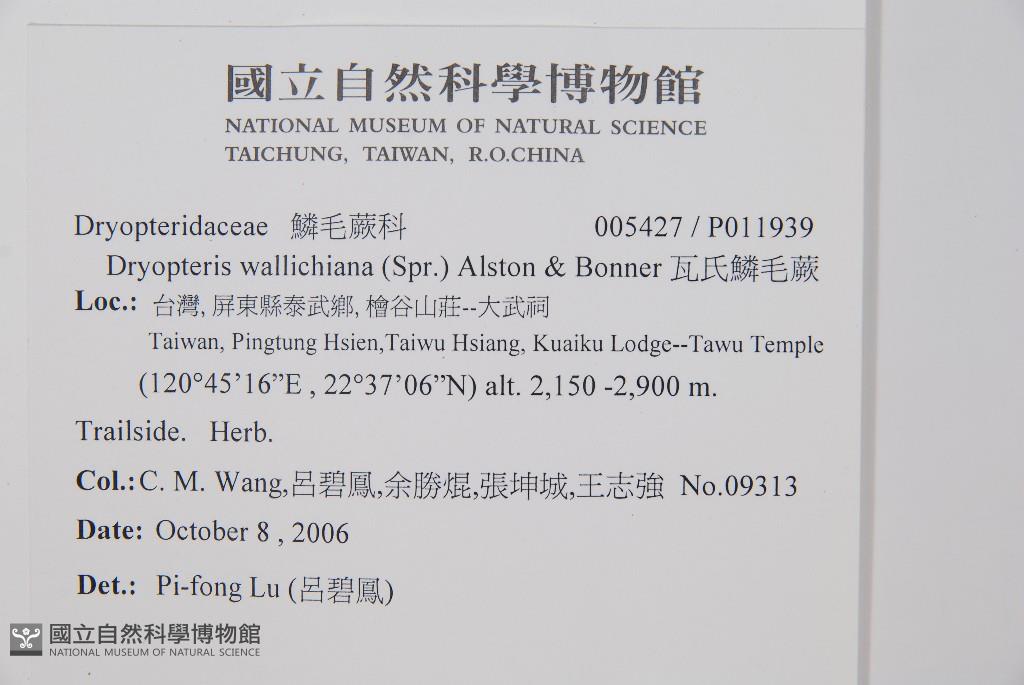 國立自然科學博物館
NATIONAL MUSEUM OF NATURAL SCIENCE
TAICHUNG, TAIWAN, R.O.CHINA
Dryopteridaceae 鱗毛蕨科 005427 / P011939
Dryopteris wallichiana (Spr.) Alston & Bonner 瓦氏鱗毛蕨
Loc.: 台灣, 屏東縣泰武鄉, 檜谷山莊--大武祠
Taiwan, Pingtung Hsien,Taiwu Hsiang, Kuaiku Lodge--Tawu Temple
(120°45’16”E , 22°37’06”N) alt. 2,150 -2,900 m.
Trailside. Herb.
Col.: C. M. Wang,呂碧鳳,余勝焜,張坤城,王志強 No.09313
Date: October 8 , 2006
Det.: Pi-fong Lu (呂碧鳳)
國立自然科學博物館
NATIONAL MUSEUM OF NATURAL SCIENCE